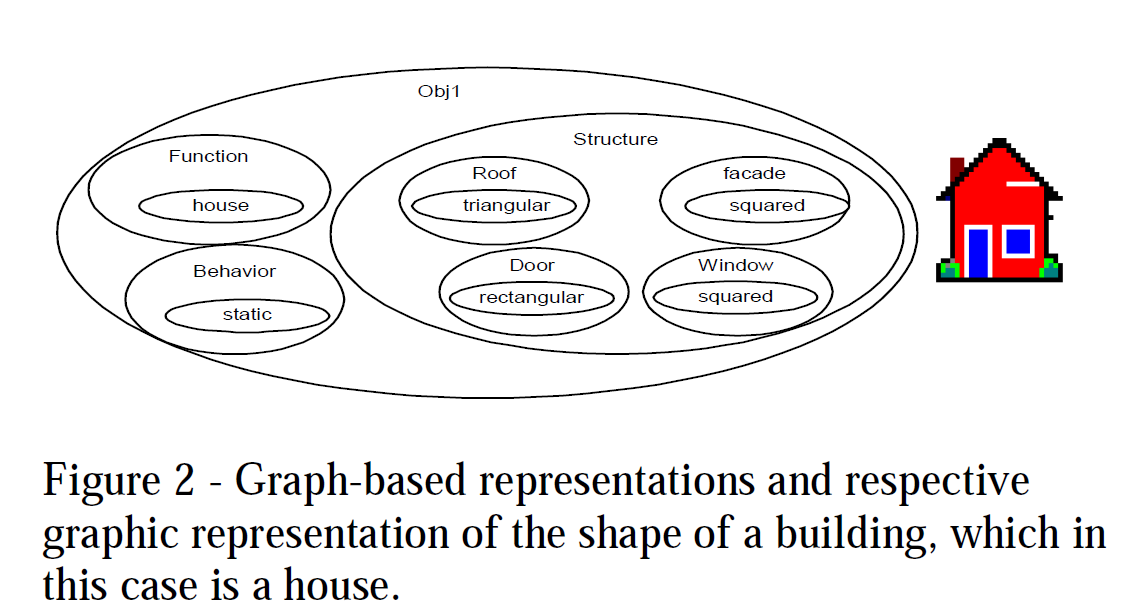 Obj1
Structure
Function
house
Roof
triangular
facade
squared
Behavior
static
Door
rectangular
Window
squared
Figure 2 - Graph-based representations and respective
graphic representation of the shape of a building, which in
this case is a house.